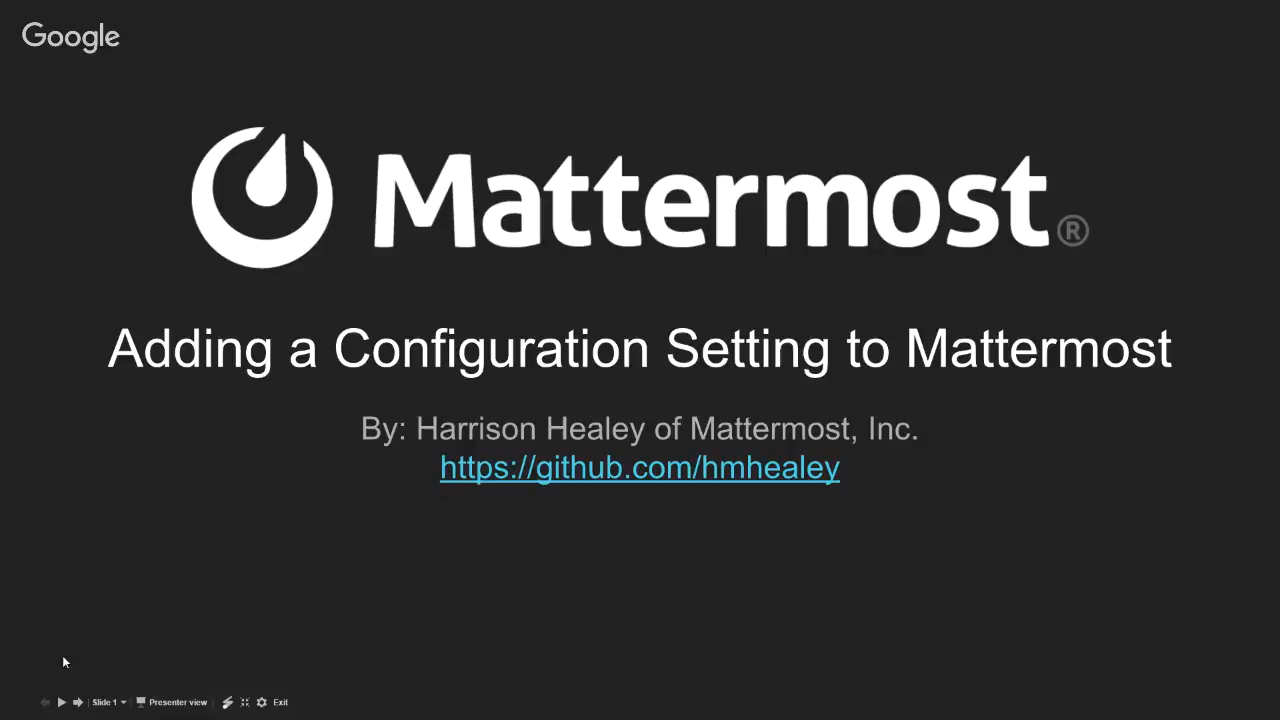 Google
Mattermost®
Adding a Configuration Setting to Mattermost
By: Harrison Healey of Mattermost, Inc.
https://github.com/hmhealey
Slide 1 Presenter view Exit